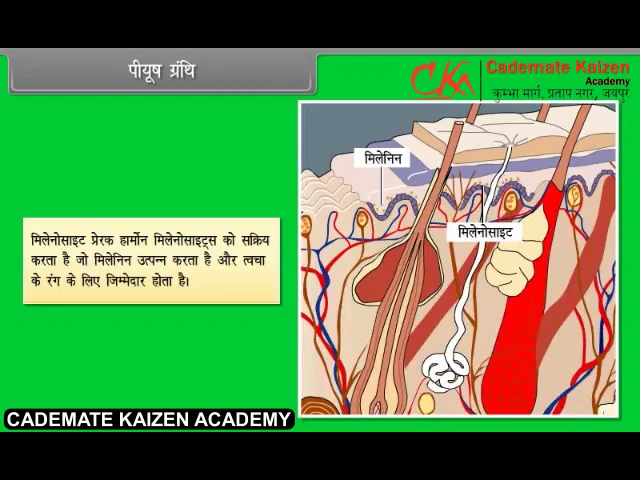 पीयूष ग्रंथि
CKA
Cademate Kaizen
Academy
कुम्भा मार्ग, प्रताप नगर, जयपुर
मिलेनिन
मिलेनोसाइट
मिलेनोसाइट प्रेरक हार्मोन मिलेनोसाइट्स को सक्रिय
करता है जो मिलेनिन उत्पन्न करता है और त्वचा
के रंग के लिए जिम्मेदार होता है।
CADEMATE KAIZEN ACADEMY